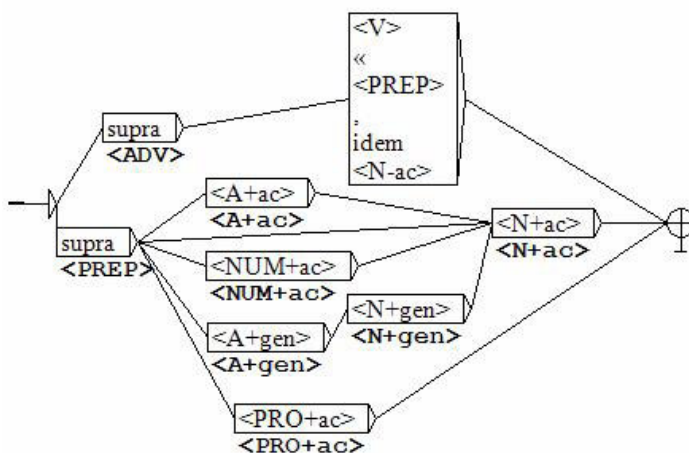 <V>
«
<PREP>
,
idem
<N-ac>
supra
<ADV>
<A+ac>
<A+ac>
<N+ac>
<N+ac>
supra
<PREP>
<NUM+ac>
<NUM+ac>
<A+gen>
<A+gen>
<N+gen>
<N+gen>
<PRO+ac>
<PRO+ac>